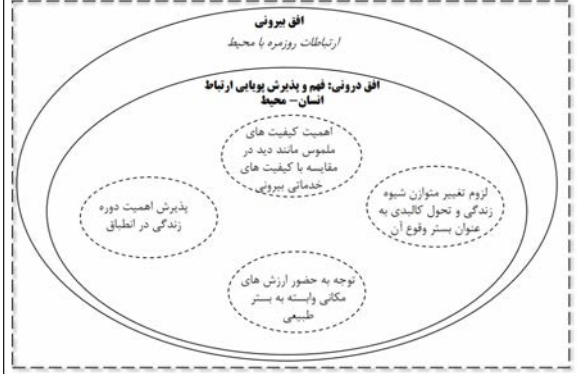 افق بیرونی
ارتباطات روزمره با محیط
افق درونی: فهم و پذیرش پویایی ارتباط
انسان- محیط
اهمیت کیفیت های
ملموس مانند دید در
مقایسه با کیفیت های
خدماتی بیرونی
لزوم تغییر متوازن شیوه
زندگی و تحول کالبدی به
عنوان بستر وقوع آن
پذیرش اهمیت دوره
زندگی در انطباق
توجه به حضور ارزش های
مکانی وابسته به بستر
طبیعی